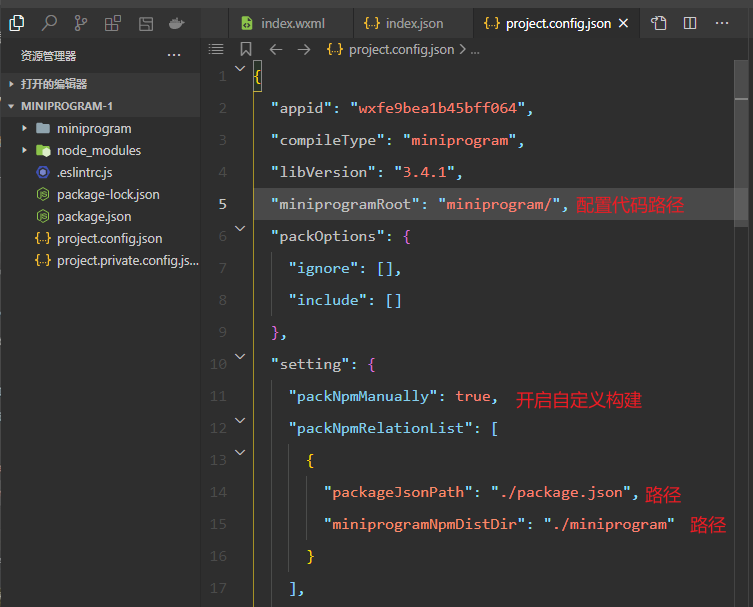 index.wxml
index.json
project.config.json
资源管理器
project.config.json > ...
打开的编辑器
MINIPROGRAM-1
miniprogram
node_modules
.eslintrc.js
package-lock.json
package.json
project.config.json
project.private.config.js...
1 {
2 "appid": "wxfe9bea1b45bff064",
3 "compileType": "miniprogram",
4 "libVersion": "3.4.1",
5 "miniprogramRoot": "miniprogram/", 配置代码路径
6 "packOptions": {
7 "ignore": [],
8 "include": []
9 },
10 "setting": {
11 "packNpmManually": true, 开启自定义构建
12 "packNpmRelationList": [
13 {
14 "packageJsonPath": "./package.json", 路径
15 "miniprogramNpmDistDir": "./miniprogram" 路径
16 }
17 ],